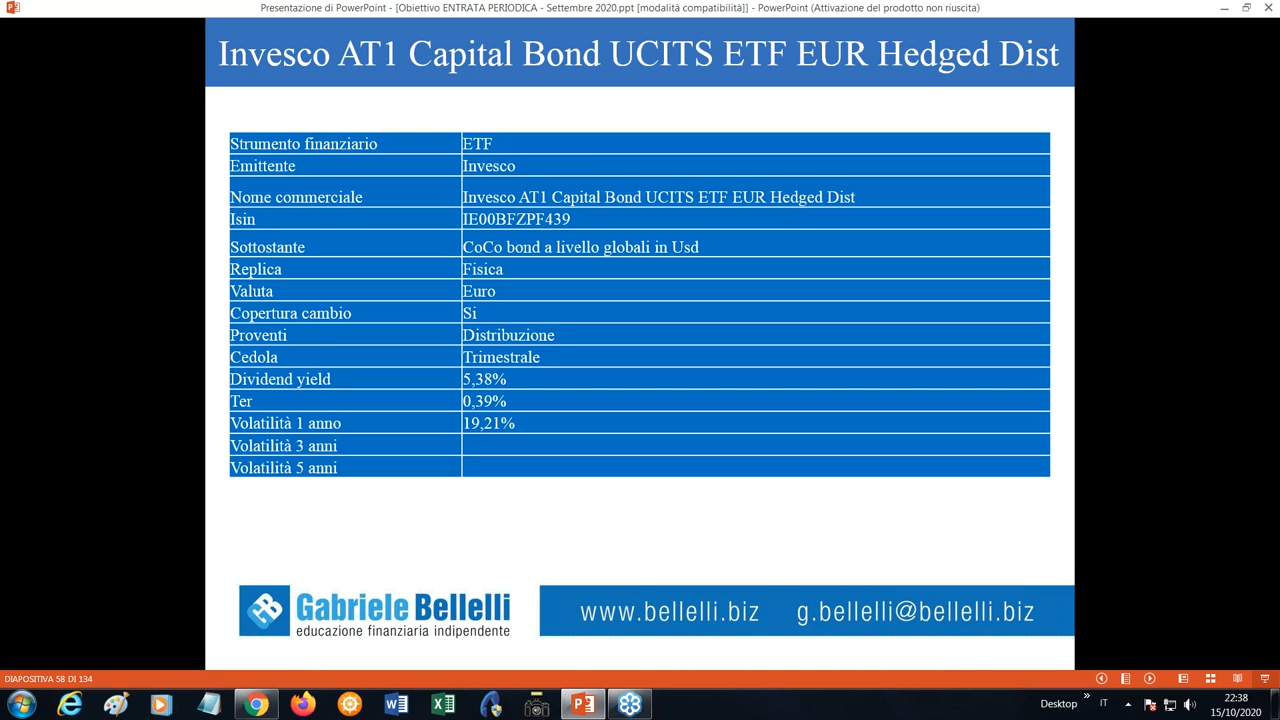 Presentazione di PowerPoint - [Obiettivo ENTRATA PERIODICA - Settembre 2020.ppt [modalità compatibilità]] - PowerPoint (Attivazione del prodotto non riuscita)
Invesco AT1 Capital Bond UCITS ETF EUR Hedged Dist
Strumento finanziario ETF
Emittente Invesco
Nome commerciale Invesco AT1 Capital Bond UCITS ETF EUR Hedged Dist
Isin IE00BFZPF439
Sottostante CoCo bond a livello globali in Usd
Replica Fisica
Valuta Euro
Copertura cambio Si
Proventi Distribuzione
Cedola Trimestrale
Dividend yield 5,38%
Ter 0,39%
Volatilità 1 anno 19,21%
Volatilità 3 anni
Volatilità 5 anni
Gabriele Bellelli
educazione finanziaria indipendente
www.bellelli.biz g.bellelli@bellelli.biz
DIAPOSITIVA 58 DI 134
Desktop » IT 22:38
15/10/2020